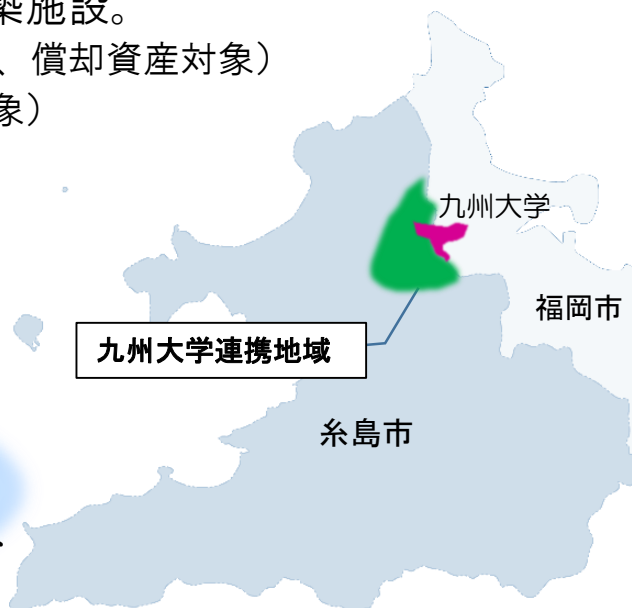 築施設。
、償却資産対象)
象)
九州大学
福岡市
九州大学連携地域
糸島市